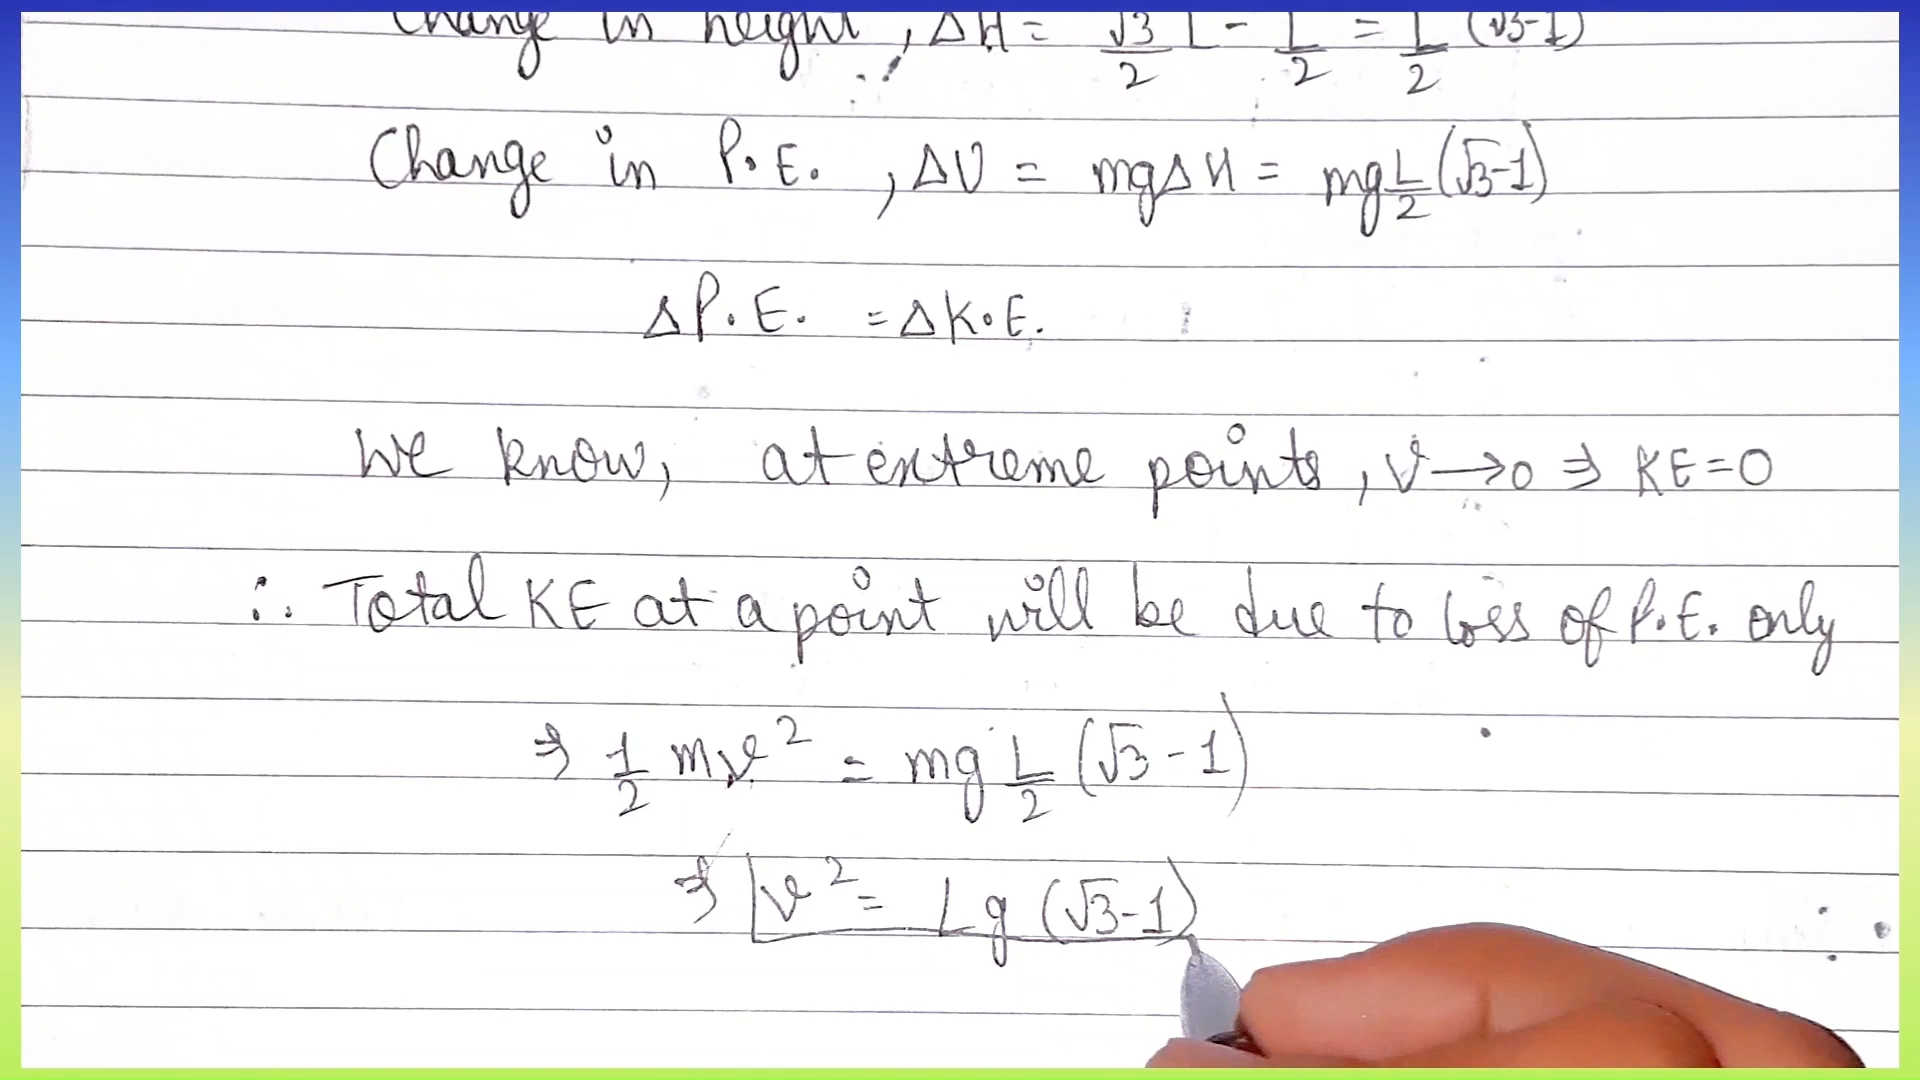 Change in height, ΔH = √3/2 L - L/2 = L/2 (√3-1)
Change in P.E., ΔU = mgΔH = mg L/2 (√3-1)
ΔP.E. = ΔK.E.
We know, at extreme points, v → 0 ⇒ KE = 0
∴ Total KE at a point will be due to loss of P.E. only
⇒ 1/2 mv² = mg L/2 (√3-1)
⇒ v² = Lg (√3-1)